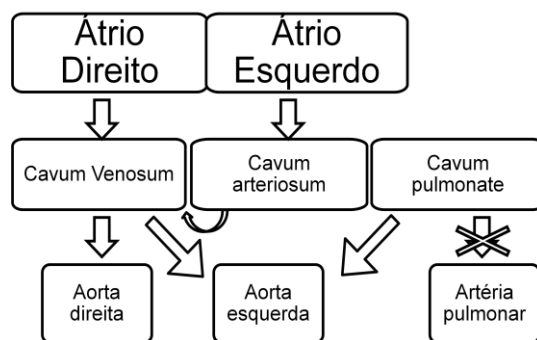 Átrio
Direito
Átrio
Esquerdo
Cavum Venosum
Cavum
arteriosum
Cavum
pulmonate
Aorta
direita
Aorta
esquerda
Artéria
pulmonar